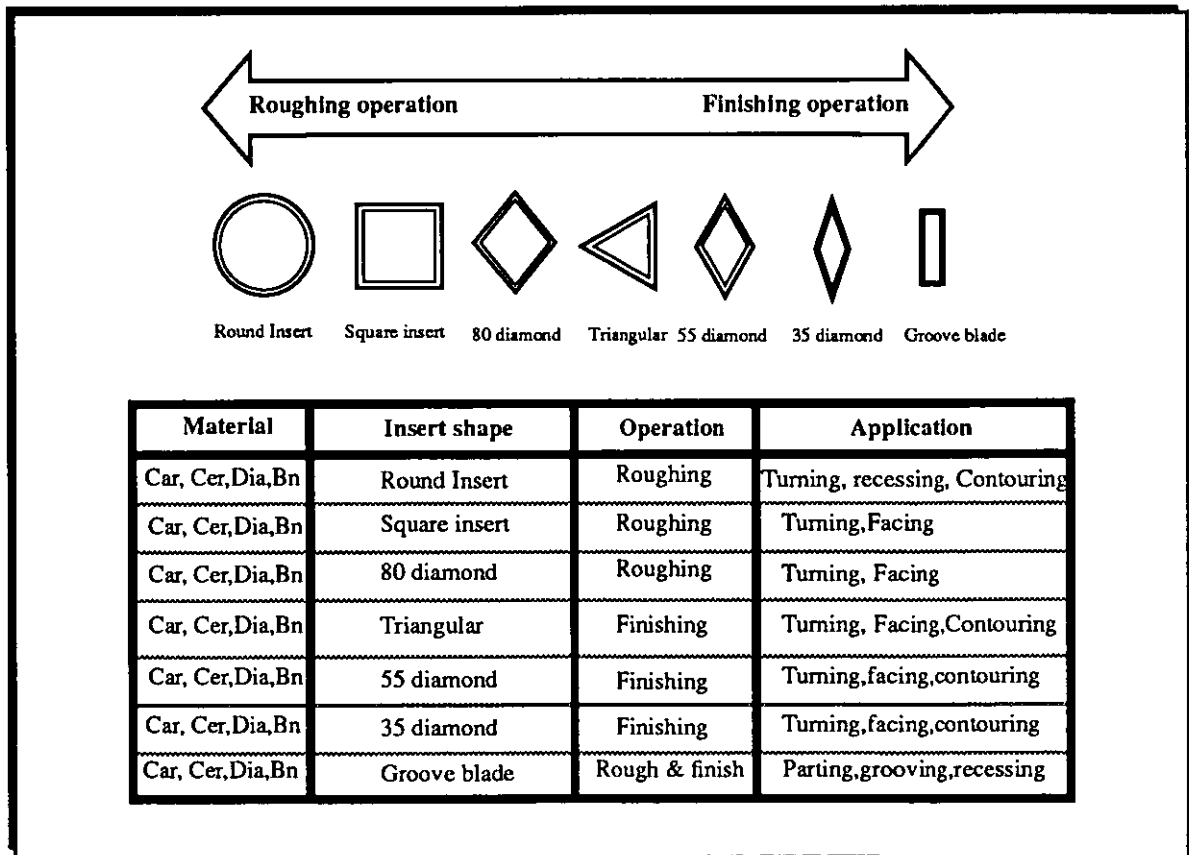 Roughing operation Finishing operation
Round Insert Square insert 80 diamond Triangular 55 diamond 35 diamond Groove blade
Material Insert shape Operation Application
Car, Cer,Dia,Bn Round Insert Roughing Turning, recessing, Contouring
Car, Cer,Dia,Bn Square insert Roughing Turning,Facing
Car, Cer,Dia,Bn 80 diamond Roughing Turning, Facing
Car, Cer,Dia,Bn Triangular Finishing Turning, Facing,Contouring
Car, Cer,Dia,Bn 55 diamond Finishing Turning,facing,contouring
Car, Cer,Dia,Bn 35 diamond Finishing Turning,facing,contouring
Car, Cer,Dia,Bn Groove blade Rough & finish Parting,grooving,recessing